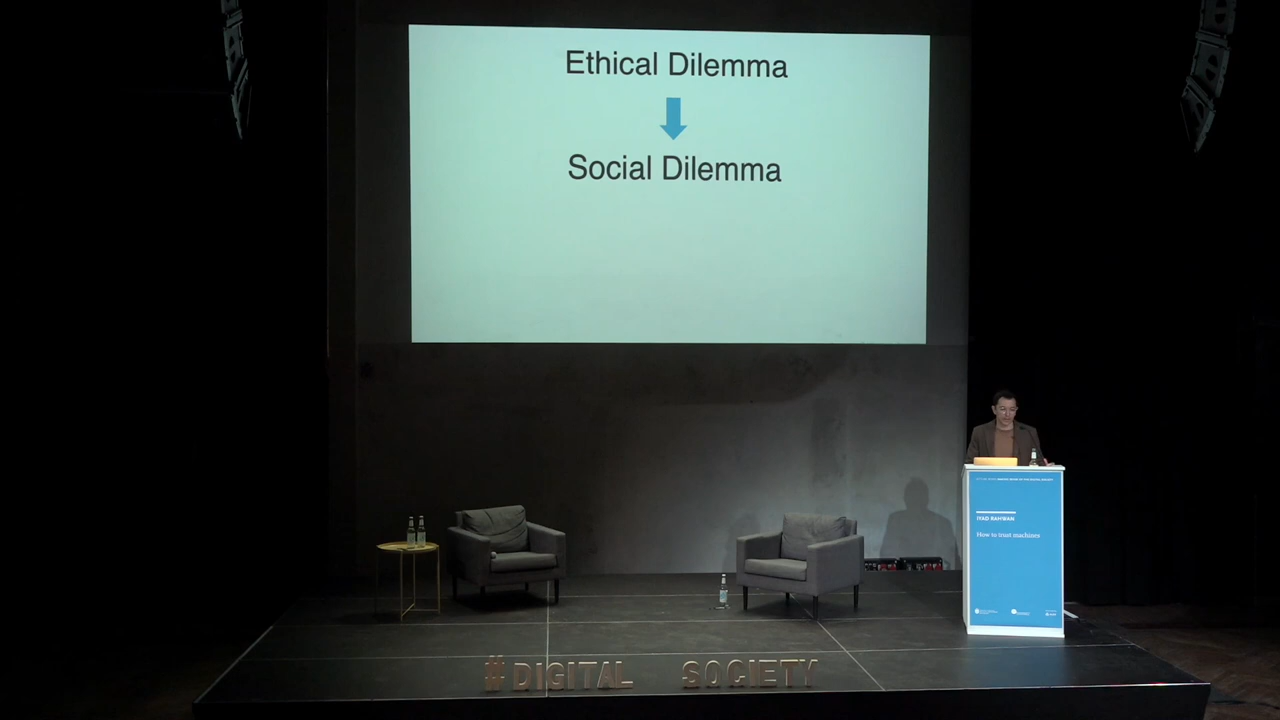 Ethical Dilemma
Social Dilemma
IYAD RAHWAN
How to trust machines
#DIGITAL SOCIETY